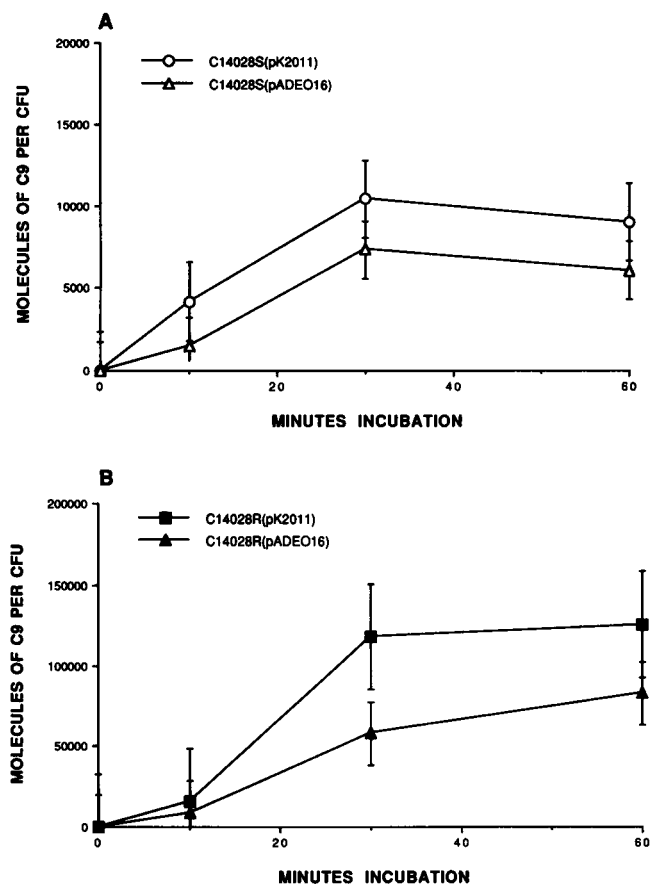 A
20000
C14028S(pK2011)
C14028S(pADEO16)
15000
MOLECULES OF C9 PER CFU
10000
5000
0
0 20 40 60
MINUTES INCUBATION
B
200000
C14028R(pK2011)
C14028R(pADEO16)
150000
MOLECULES OF C9 PER CFU
100000
50000
0
0 20 40 60
MINUTES INCUBATION